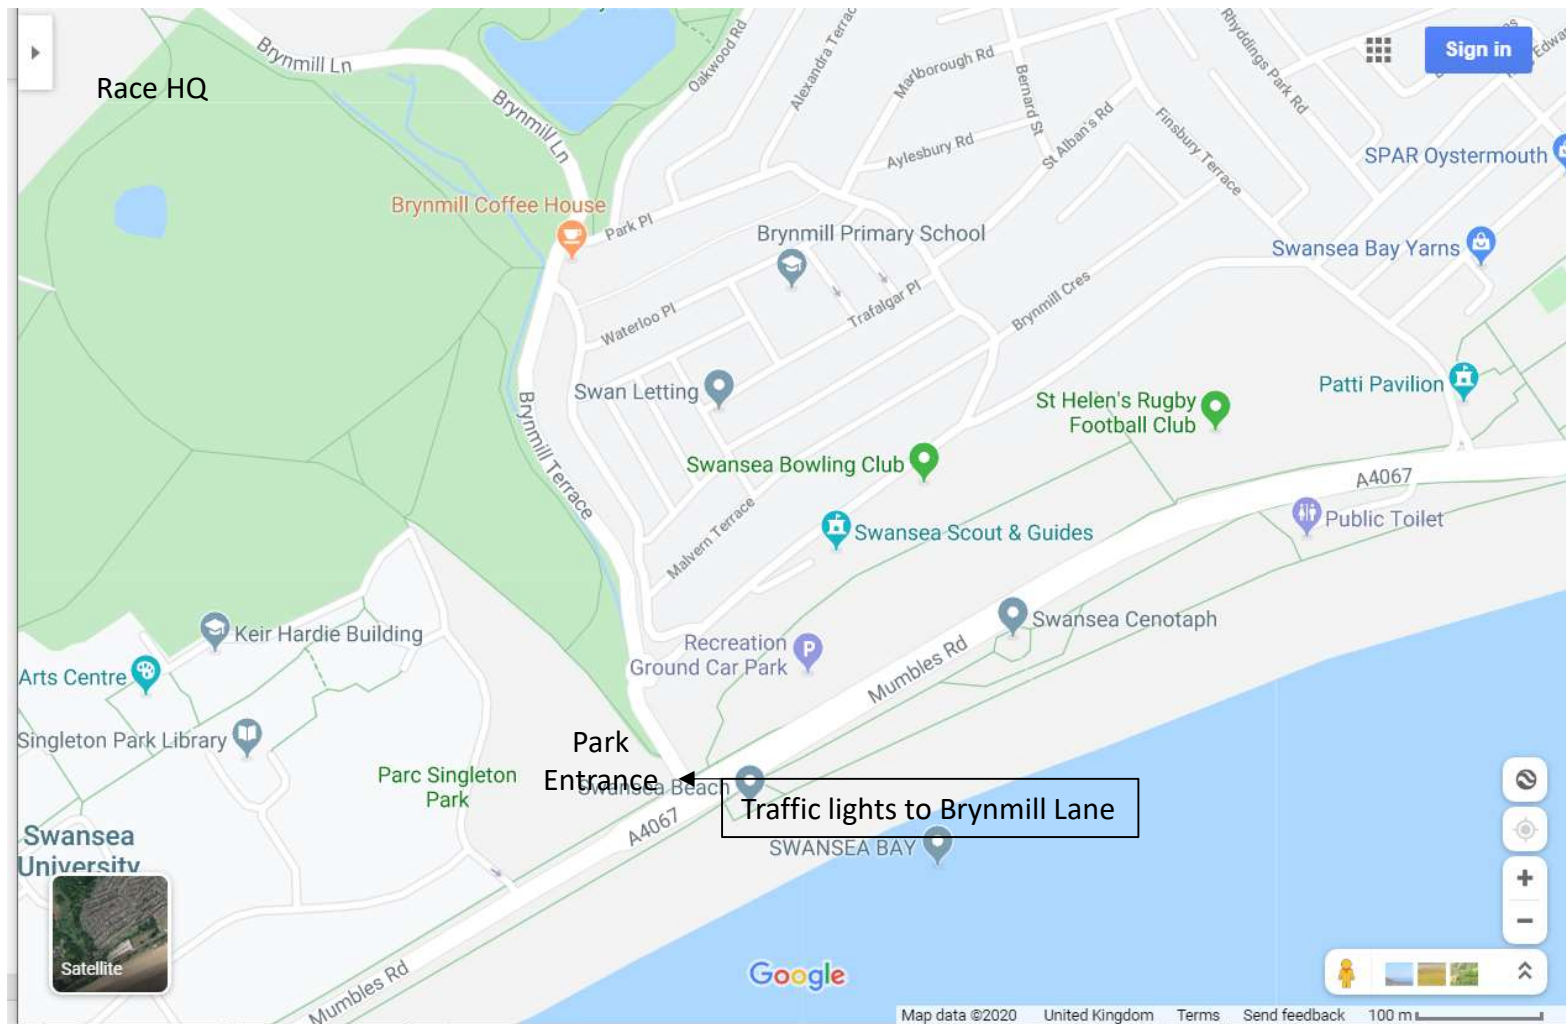 Brynmill Ln
Race HQ
Brynmill Ln
Oakwood Rd
Alexandra Terrac
Marlborough Rd
Bernard St
Rhyddings Park Rd
Sign in
Edwar
Aylesbury Rd
St Alban's Rd
Finsbury Terrace
SPAR Oystermouth
Brynmill Coffee House
Park Pl
Brynmill Primary School
Swansea Bay Yarns
Waterloo Pl
Trafalgar Pl
Brynmill Cres
Swan Letting
Patti Pavilion
St Helen's Rugby
Football Club
Brynmill Terrace
Swansea Bowling Club
A4067
Malvern Terrace
Swansea Scout & Guides
Public Toilet
Keir Hardie Building
Swansea Cenotaph
Recreation
Ground Car Park
P
Mumbles Rd
Arts Centre
Singleton Park Library
Park
Entrance
Parc Singleton
Park
Swansea Beach
Traffic lights to Brynmill Lane
A4067
SWANSEA BAY
Swansea
University
Satellite
Mumbles Rd
Google
Map data ©2020 United Kingdom Terms Send feedback 100 m